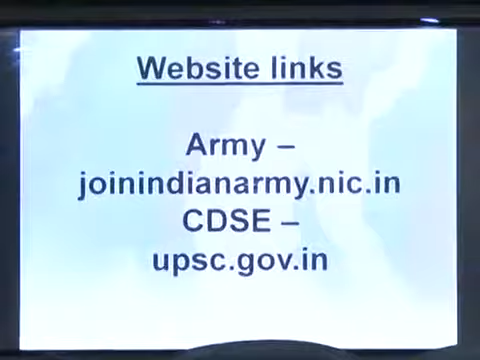 Website links
Army –
joinindianarmy.nic.in
CDSE –
upsc.gov.in